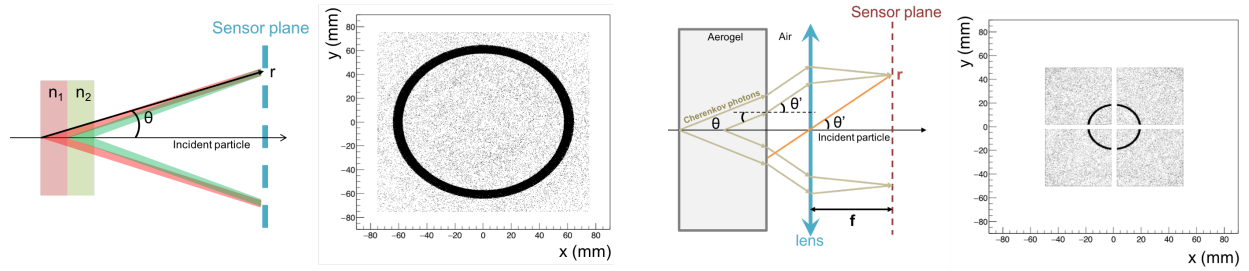 Sensor plane
n1 n2
r
θ
Incident particle
y (mm)
80
60
40
20
0
−20
−40
−60
−80
−80 −60 −40 −20 0 20 40 60 80
x (mm)
Sensor plane
Aerogel Air
r
Cherenkov photons
θ'
θ
θ'
Incident particle
f
lens
y (mm)
80
60
40
20
0
−20
−40
−60
−80
−80 −60 −40 −20 0 20 40 60 80
x (mm)